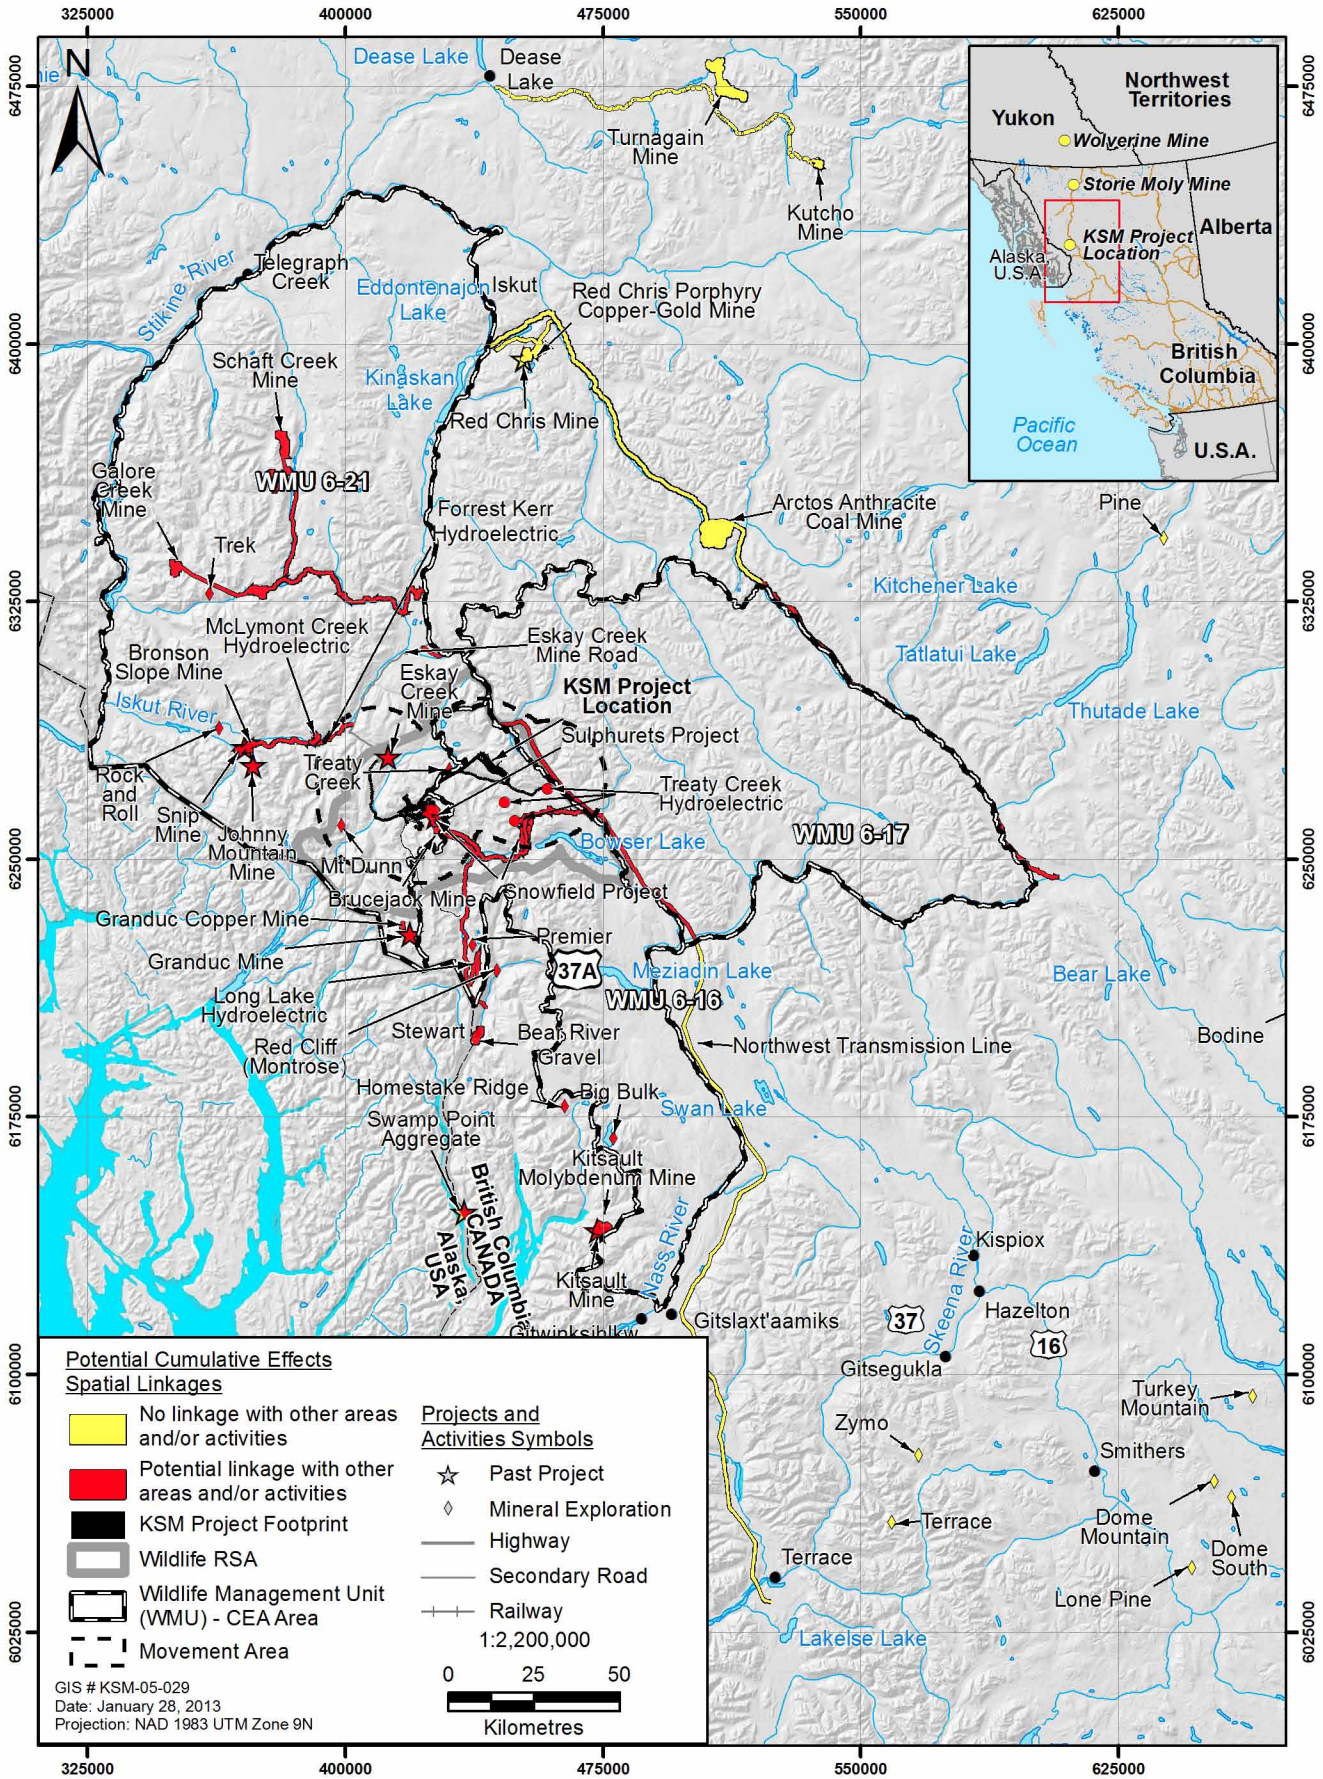 325000
400000
475000
550000
625000
6475000
6400000
6325000
6250000
6175000
6100000
6025000
6475000
6400000
6325000
6250000
6175000
6100000
6025000
N
Dease Lake
Dease
Lake
Turnagain
Mine
Kutcho
Mine
Northwest
Territories
Yukon
Wolverine Mine
Storie Moly Mine
KSM Project
Location
Alberta
Alaska,
U.S.A.
British
Columbia
Pacific
Ocean
U.S.A.
Stikine River
Telegraph
Creek
Eddontenajon
Lake
Iskut
Red Chris Porphyry
Copper-Gold Mine
Schaft Creek
Mine
Kinaskan
Lake
Red Chris Mine
Galore
Creek
Mine
WMU 6-21
Forrest Kerr
Hydroelectric
Arctos Anthracite
Coal Mine
Pine
Trek
Kitchener Lake
McLymont Creek
Hydroelectric
Bronson
Slope Mine
Eskay Creek
Mine Road
Tatlatui Lake
Eskay
Creek
Mine
KSM Project
Location
Iskut River
Thutade Lake
Sulphurets Project
Treaty
Creek
Rock
and
Roll
Treaty Creek
Hydroelectric
Snip
Mine
Johnny
Mountain
Mine
Bowser Lake
WMU 6-17
Mt Dunn
Brucejack Mine
Snowfield Project
Granduc Copper Mine
Premier
Granduc Mine
37A
Meziadin Lake
Bear Lake
WMU 6-16
Long Lake
Hydroelectric
Stewart
Bear River
Gravel
Northwest Transmission Line
Bodine
Red Cliff
(Montrose)
Homestake Ridge
Big Bulk
Swan Lake
Swamp Point
Aggregate
Kitsault
Molybdenum Mine
British Columbia,
CANADA
Alaska,
USA
Nass River
Kitsault
Mine
Kispiox
Skeena River
Hazelton
Gitwinksihlkw
Gitslaxt'aamiks
37
16
Gitsegukla
Turkey
Mountain
Zymo
Smithers
Terrace
Dome
Mountain
Dome
South
Terrace
Lone Pine
Lakelse Lake
Potential Cumulative Effects
Spatial Linkages
No linkage with other areas
and/or activities
Potential linkage with other
areas and/or activities
KSM Project Footprint
Wildlife RSA
Wildlife Management Unit
(WMU) - CEA Area
Movement Area
Projects and
Activities Symbols
Past Project
Mineral Exploration
Highway
Secondary Road
Railway
1:2,200,000
0 25 50
Kilometres
GIS # KSM-05-029
Date: January 28, 2013
Projection: NAD 1983 UTM Zone 9N
325000
400000
475000
550000
625000